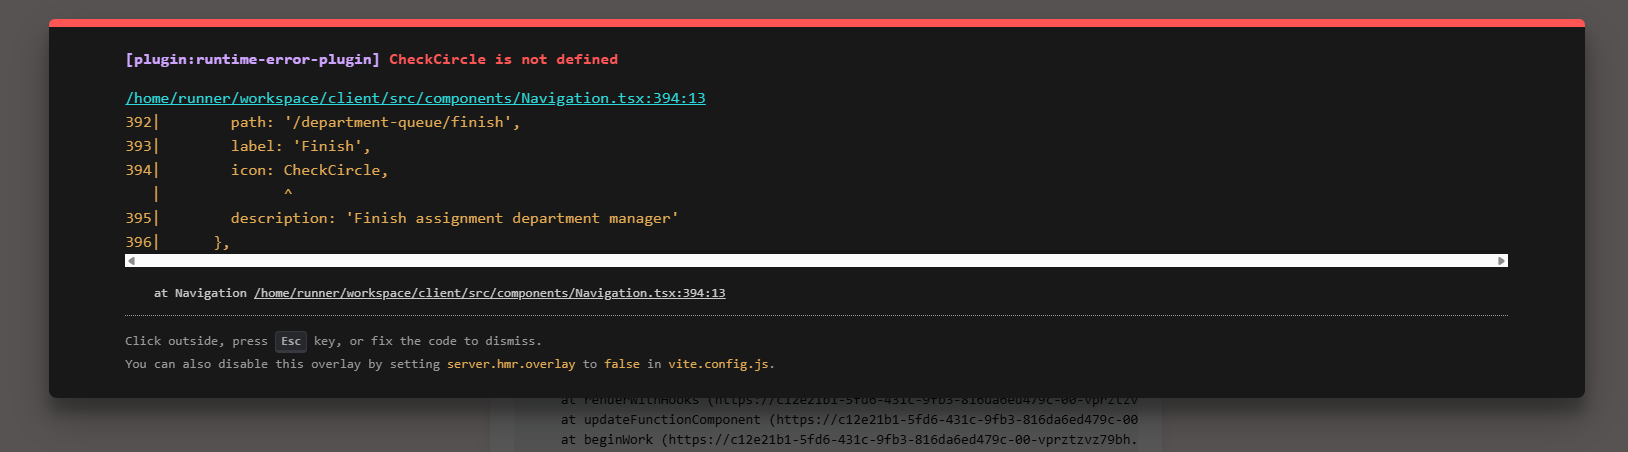 [plugin:runtime-error-plugin] CheckCircle is not defined
/home/runner/workspace/client/src/components/Navigation.tsx:394:13
392|        path: '/department-queue/finish',
393|        label: 'Finish',
394|        icon: CheckCircle,
   |              ^
395|        description: 'Finish assignment department manager'
396|      },
at Navigation /home/runner/workspace/client/src/components/Navigation.tsx:394:13
Click outside, press Esc key, or fix the code to dismiss.
You can also disable this overlay by setting server.hmr.overlay to false in vite.config.js.
at renderWithHooks (https://c12e21b1-5fd6-431c-9fb3-816da6ed479c-00-vprztzv
at updateFunctionComponent (https://c12e21b1-5fd6-431c-9fb3-816da6ed479c-00
at beginWork (https://c12e21b1-5fd6-431c-9fb3-816da6ed479c-00-vprztzvz79bh.